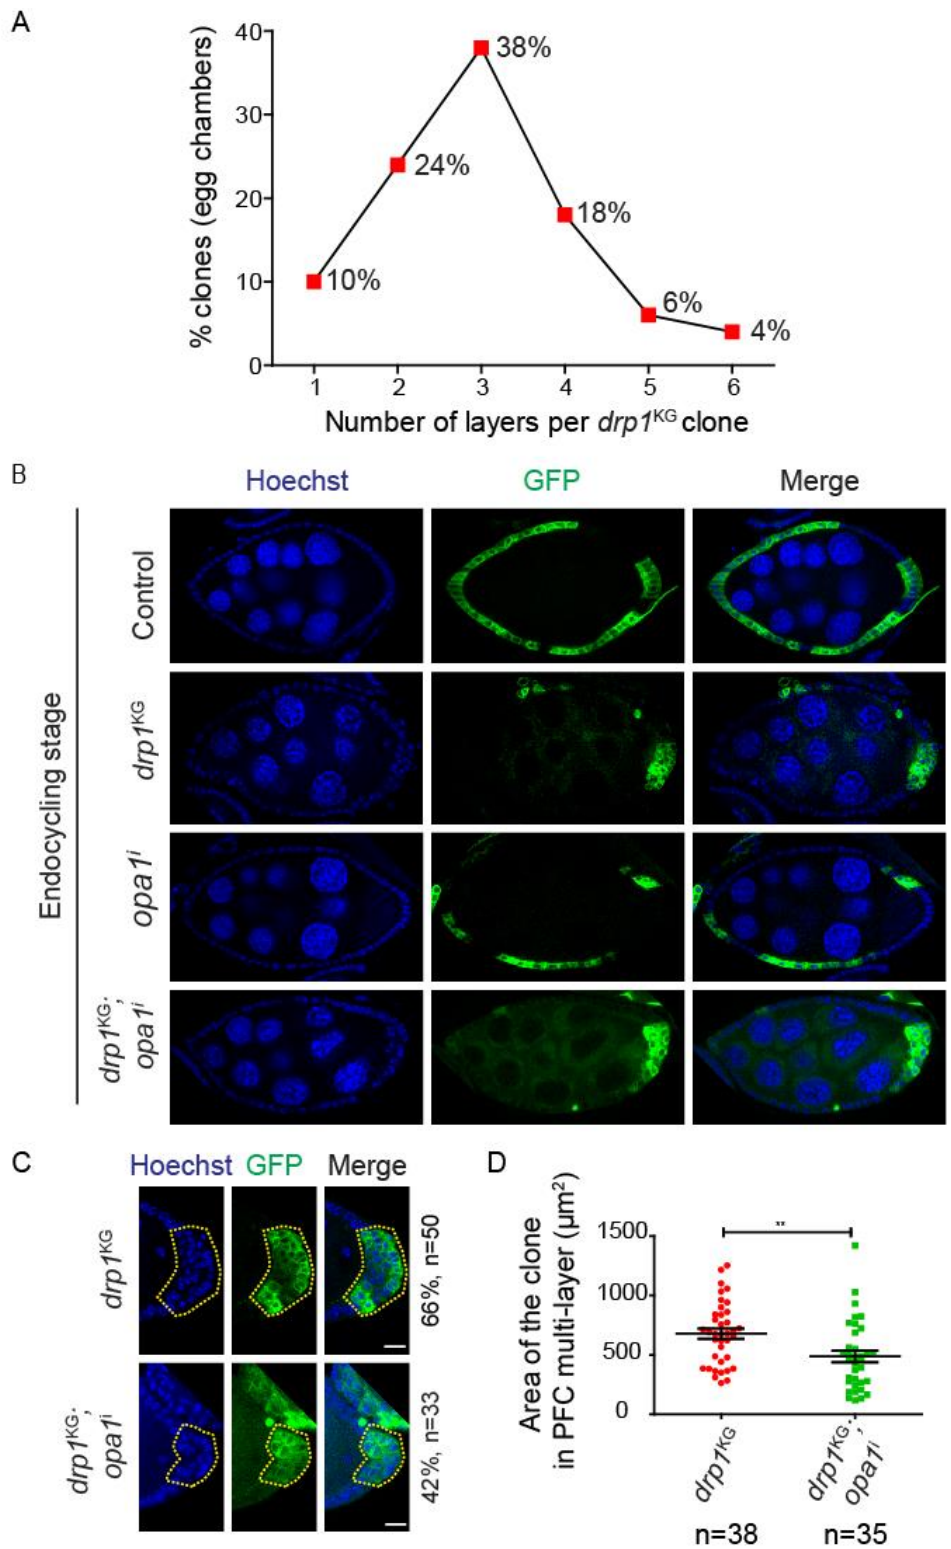 A
% clones (egg chambers)
40
30
20
10
0
10%
24%
38%
18%
6%
4%
1 2 3 4 5 6
Number of layers per drp1KG clone
B
Hoechst GFP Merge
Endocycling stage
Control
drp1KG
opa1i
drp1KG;
opa1i
C
Hoechst GFP Merge
drp1KG
66%, n=50
drp1KG;
opa1i
42%, n=33
D
Area of the clone
in PFC multi-layer (µm2)
1500
1000
500
0
**
drp1KG
drp1KG;
opa1i
n=38 n=35